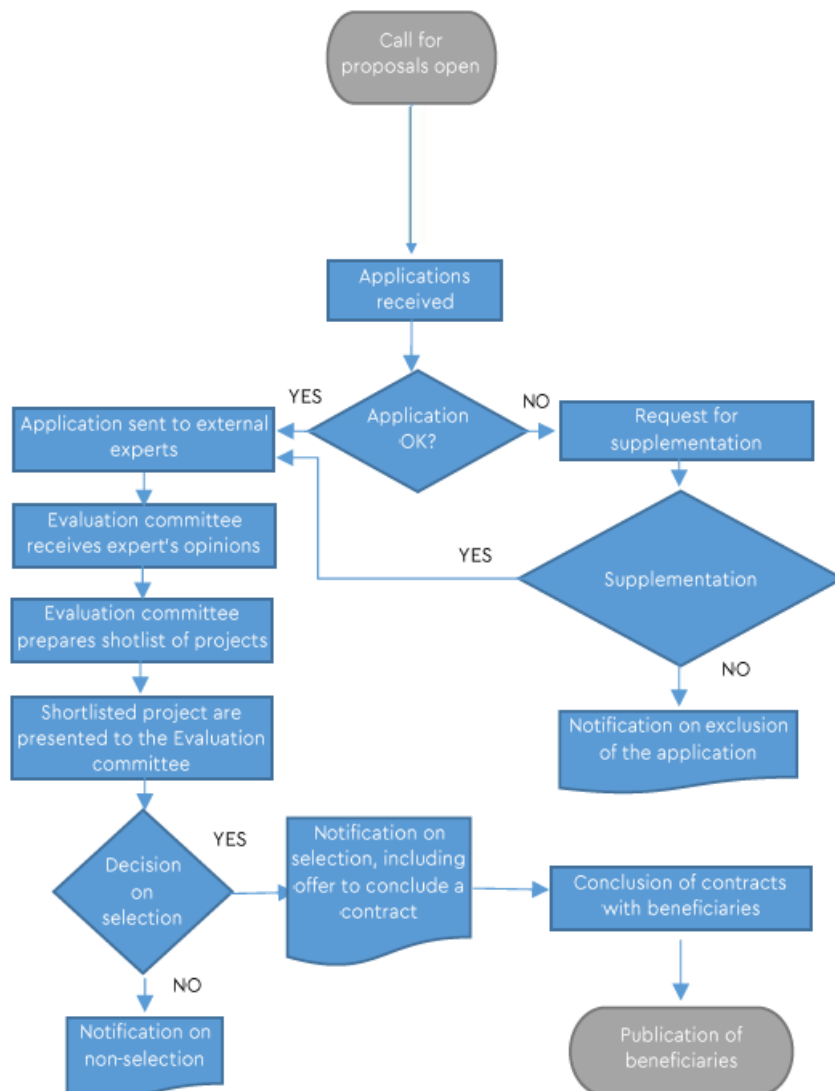 Call for
proposals open
Applications
received
YES
Application
OK?
NO
Application sent to external
experts
Request for
supplementation
Evaluation committee
receives expert's opinions
YES
Supplementation
Evaluation committee
prepares shotlist of projects
NO
Shortlisted project are
presented to the Evaluation
committee
Notification on exclusion
of the application
Decision
on
selection
YES
Notification on
selection, including
offer to conclude a
contract
Conclusion of contracts
with beneficiaries
NO
Notification on
non-selection
Publication of
beneficiaries